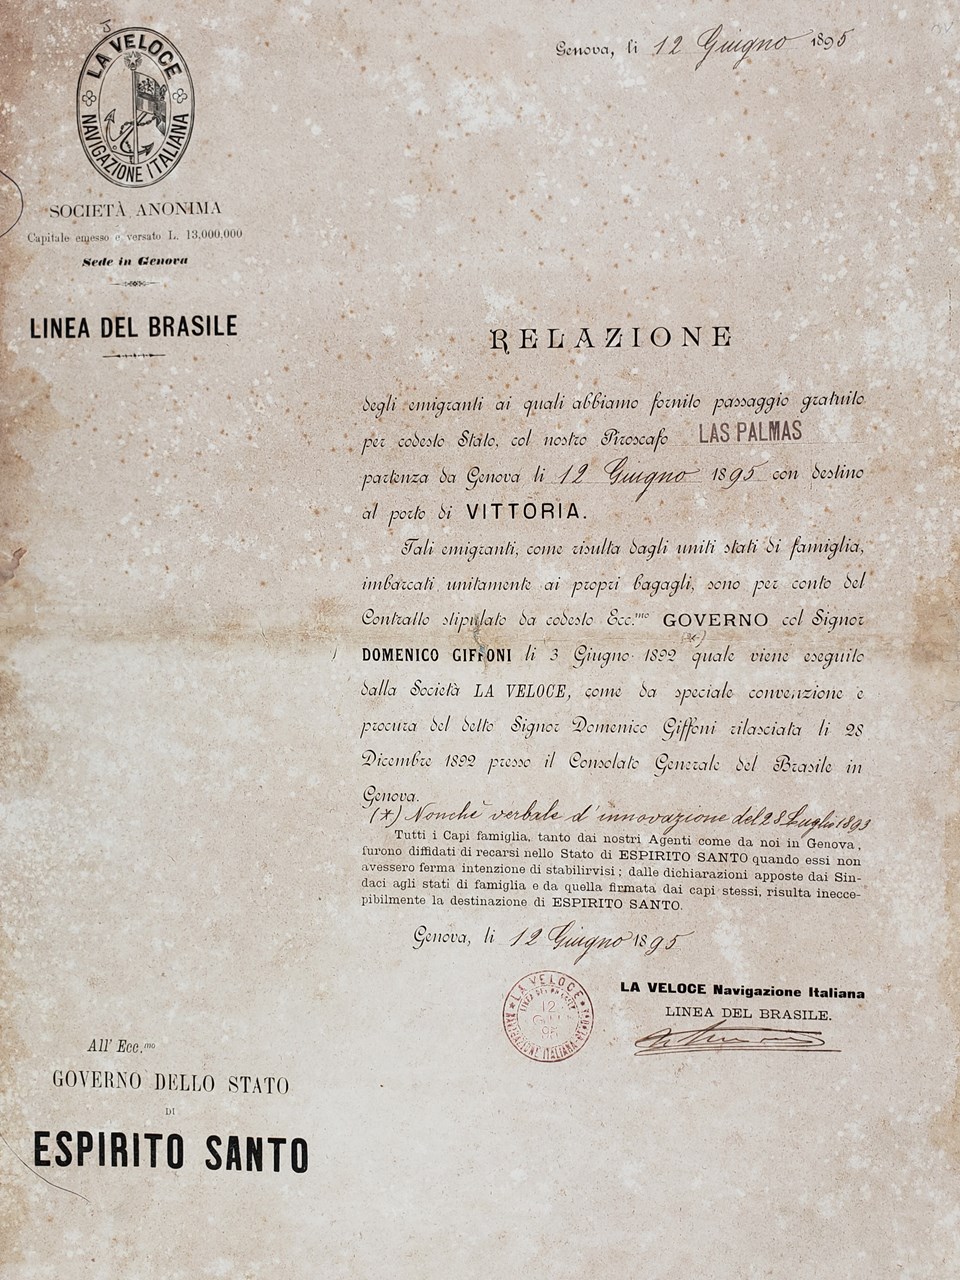 Genova, li 12 Giugno 1895
LA VELOCE
NAVIGAZIONE ITALIANA
SOCIETÀ ANONIMA
Capitale emesso e versato L. 13,000,000
Sede in Genova
LINEA DEL BRASILE
RELAZIONE
degli emigranti ai quali abbiamo fornito passaggio gratuito
per codesto Stato, col nostro Piroscafo LAS PALMAS
partenza da Genova li 12 Giugno 1895 con destino
al porto di VITTORIA.
Tali emigranti, come risulta dagli uniti stati di famiglia,
imbarcati unitamente ai propri bagagli, sono per conto del
Contratto stipulato da codesto Ecc.mo GOVERNO col Signor
DOMENICO GIFFONI li 3 Giugno 1892 quale viene eseguito
dalla Società LA VELOCE, come da speciale convenzione e
procura del detto Signor Domenico Giffoni rilasciata li 28
Dicembre 1892 presso il Consolato Generale del Brasile in
Genova.
(*) Nonchè verbale d'innovazione del 28 Luglio 1893
Tutti i Capi famiglia, tanto dai nostri Agenti come da noi in Genova,
furono diffidati di recarsi nello Stato di ESPIRITO SANTO quando essi non
avessero ferma intenzione di stabilirvisi; dalle dichiarazioni apposte dai Sin-
daci agli stati di famiglia e da quella firmata dai capi stessi, risulta inecce-
pibilmente la destinazione di ESPIRITO SANTO.
Genova, li 12 Giugno 1895
LA VELOCE
12
95
NAVIGAZIONE ITALIANA
LA VELOCE Navigazione Italiana
LINEA DEL BRASILE.
All' Ecc.mo
GOVERNO DELLO STATO
DI
ESPIRITO SANTO